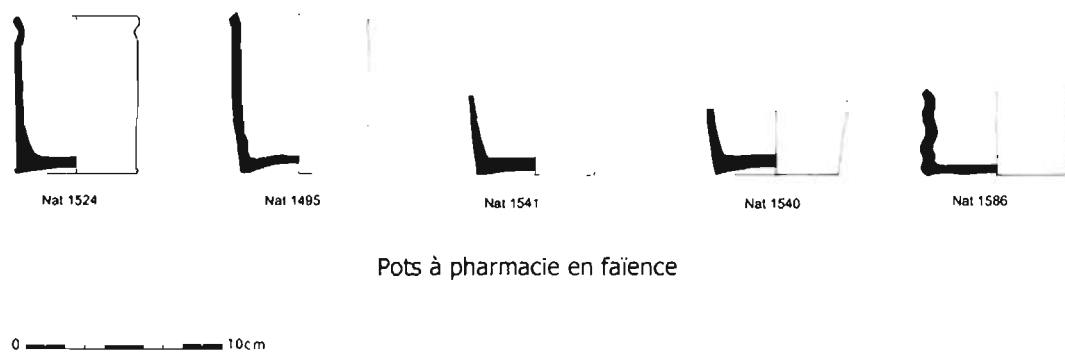 Nat 1524 Nat 1495 Nat 1541 Nat 1540 Nat 1586
Pots à pharmacie en faïence
0 10cm